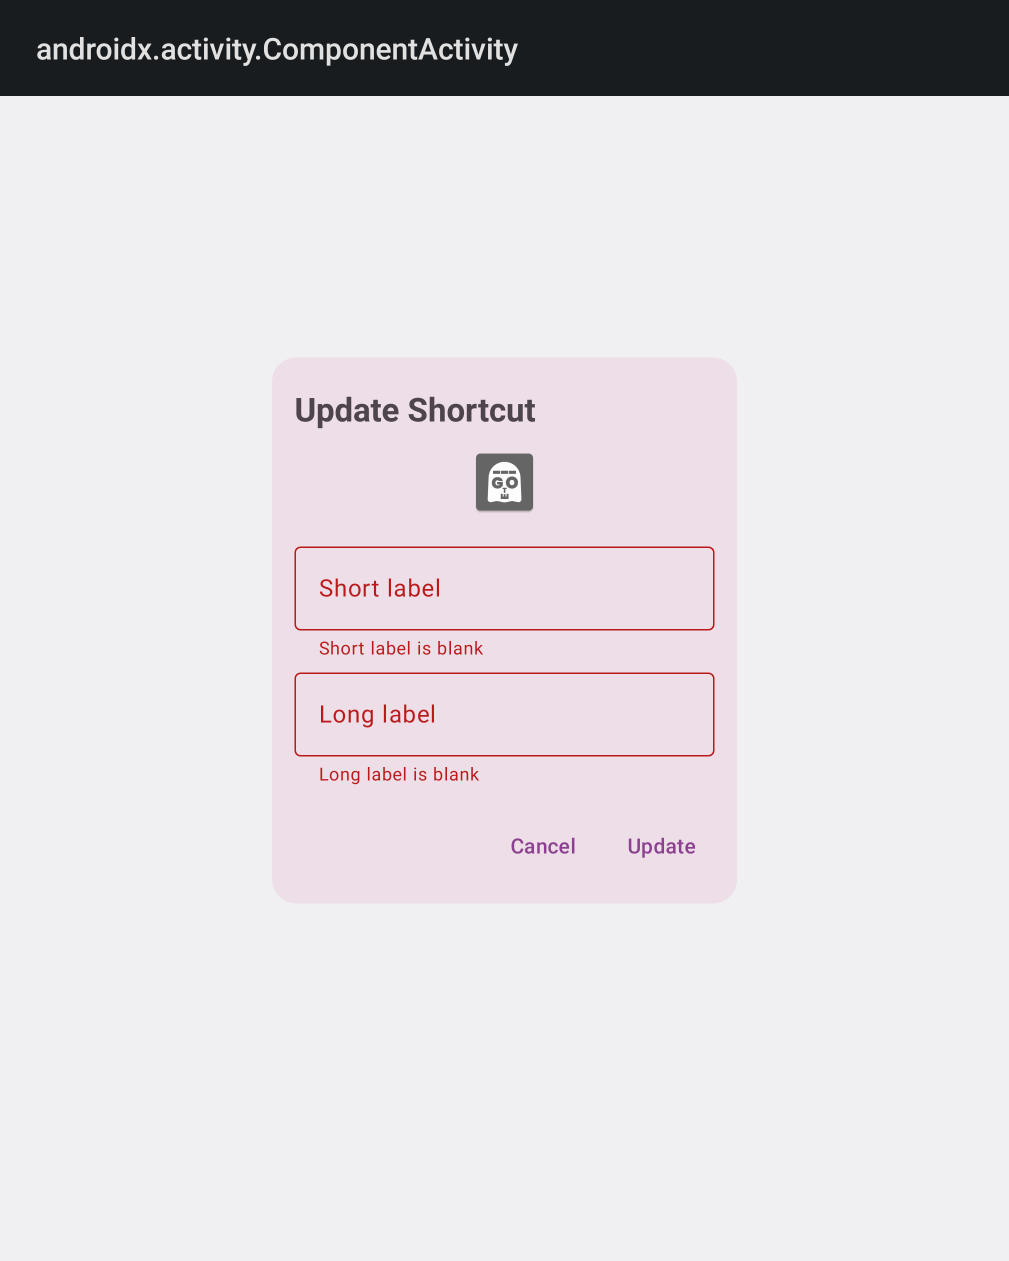 androidx.activity.ComponentActivity
Update Shortcut
GO
T
Short label
Short label is blank
Long label
Long label is blank
Cancel
Update